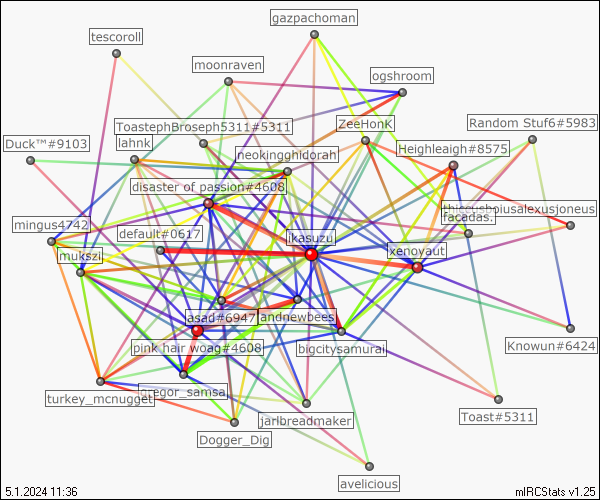 gazpachoman
tescoroll
moonraven
ogshroom
ToastephBroseph5311#5311
ZeeHonK
Random Stuf6#5983
Duck™#9103
lahnk
neokingghidorah
Heighleigh#8575
disaster of passion#4608
mingus4742
default#0617
ikasuzu
facadas.
mukszi
xenoyaut
asad#6947
andnewbees
pink hair woag#4608
bigcitysamurai
Knowun#6424
turkey_mcnugget
gregor_samsa
jarlbreadmaker
Toast#5311
Dogger_Dig
avelicious
5.1.2024 11:36
mIRCStats v1.25